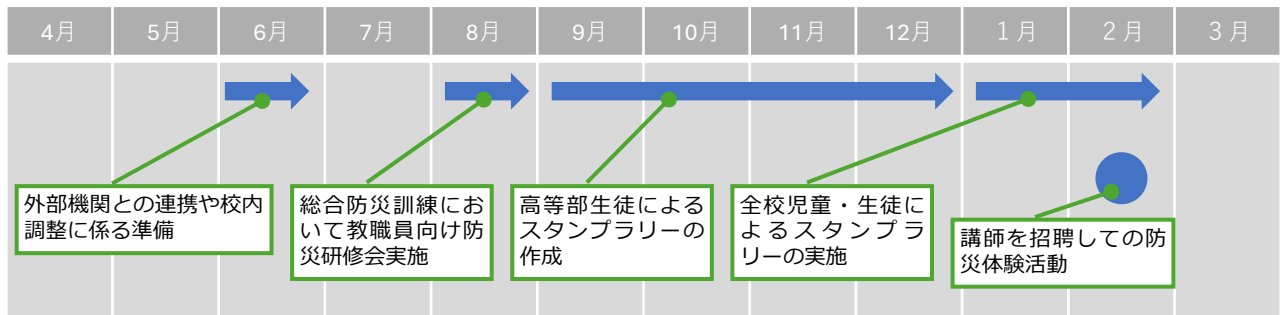 4月 5月 6月 7月 8月 9月 10月 11月 12月 1月 2月 3月
外部機関との連携や校内
調整に係る準備
総合防災訓練にお
いて教職員向け防
災研修会実施
高等部生徒による
スタンプラリーの
作成
全校児童・生徒に
よるスタンプラ
リーの実施
講師を招聘しての防
災体験活動